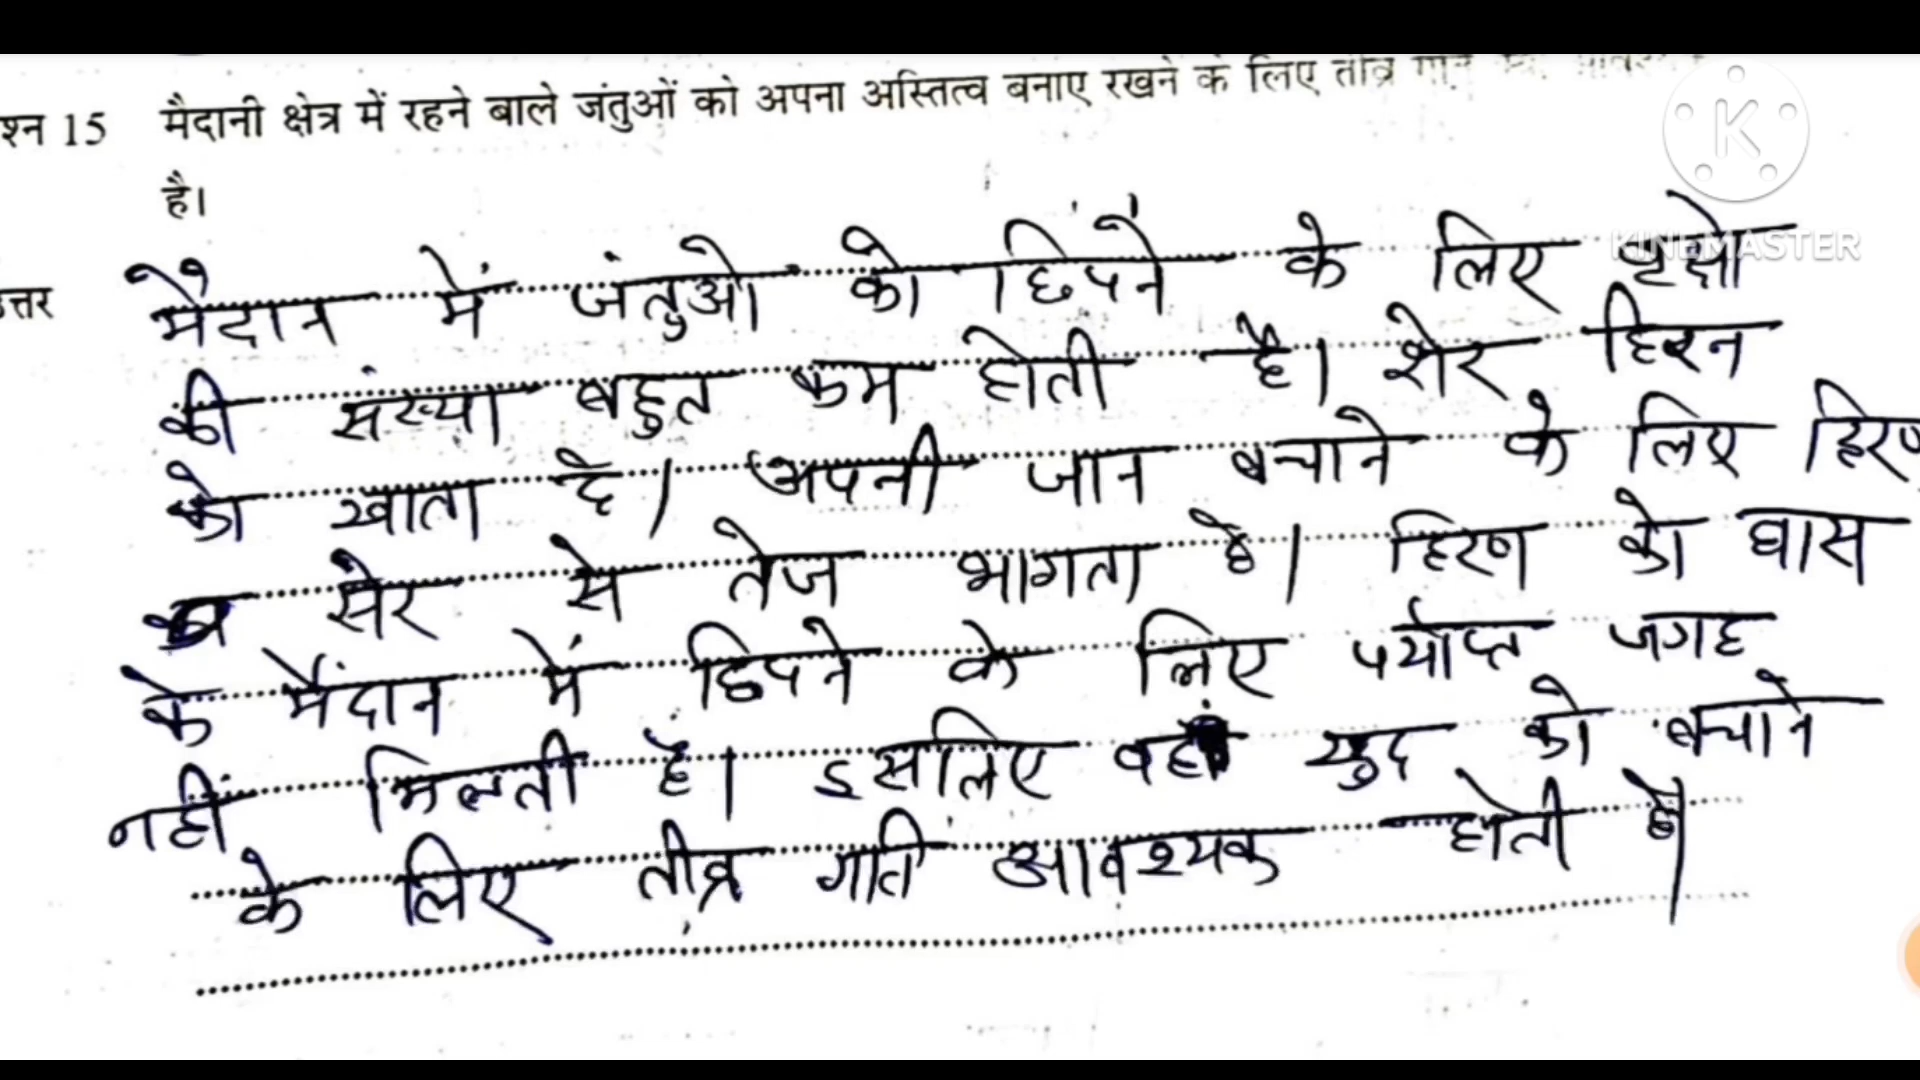 श्न 15 मैदानी क्षेत्र में रहने बाले जंतुओं को अपना अस्तित्व बनाए रखने के लिए तीव्र
है।
KINEMASTER
त्तर मैदान में जंतुओ को छिपने के लिए वृक्षो
की संख्या बहुत कम होती है। शेर हिरन
को खाता है। अपनी जान बचाने के लिए हिरण
सेर से तेज भागता है। हिरण को घास
के मैंदान में छिपने के लिए पर्याप्त जगह
नहीं मिलती है। इसलिए वहाँ खुद को बचाने
के लिए तीव्र गति आवश्यक होती है।